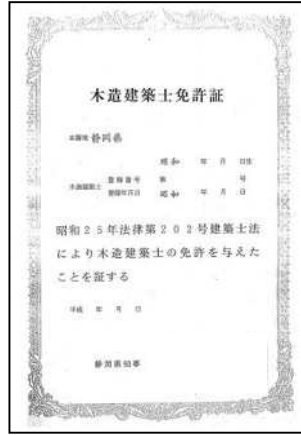 木造建築士免許証
本籍地 静岡県
昭和 年 月 日生
登録番号 第 号
木造建築士
登録年月日 昭和 年 月 日
昭和25年法律第202号建築士法
により木造建築士の免許を与えた
ことを証する
平成 年 月 日
静岡県知事